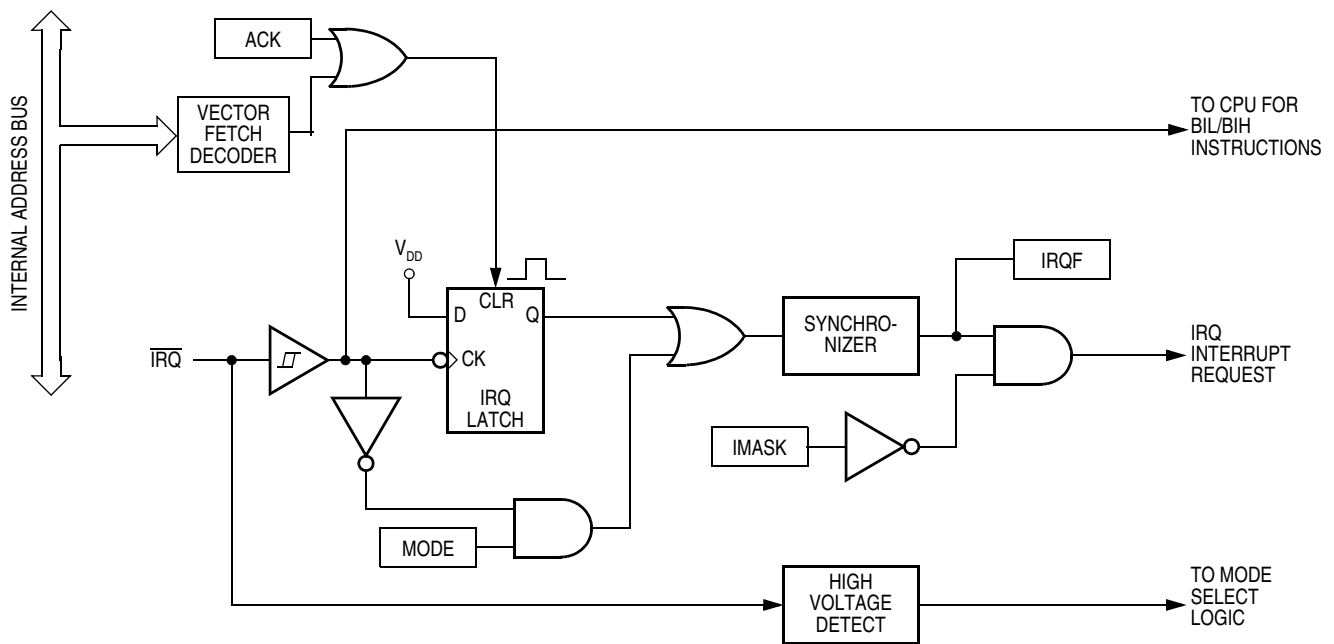 INTERNAL ADDRESS BUS
ACK
VECTOR
FETCH
DECODER
TO CPU FOR
BIL/BIH
INSTRUCTIONS
VDD
CLR
D
Q
CK
IRQ
LATCH
IRQ
SYNCHRO-
NIZER
IRQF
IRQ
INTERRUPT
REQUEST
IMASK
MODE
HIGH
VOLTAGE
DETECT
TO MODE
SELECT
LOGIC